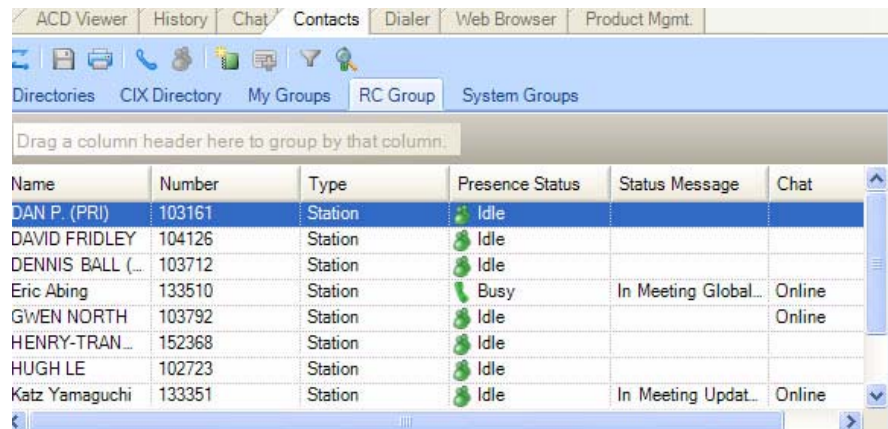 ACD Viewer History Chat Contacts Dialer Web Browser Product Mgmt.
Directories CIX Directory My Groups RC Group System Groups
Drag a column header here to group by that column.
Name Number Type Presence Status Status Message Chat
DAN P. (PRI) 103161 Station Idle
DAVID FRIDLEY 104126 Station Idle
DENNIS BALL (... 103712 Station Idle
Eric Abing 133510 Station Busy In Meeting Global... Online
GWEN NORTH 103792 Station Idle Online
HENRY-TRAN... 152368 Station Idle
HUGH LE 102723 Station Idle
Katz Yamaguchi 133351 Station Idle In Meeting Updat... Online